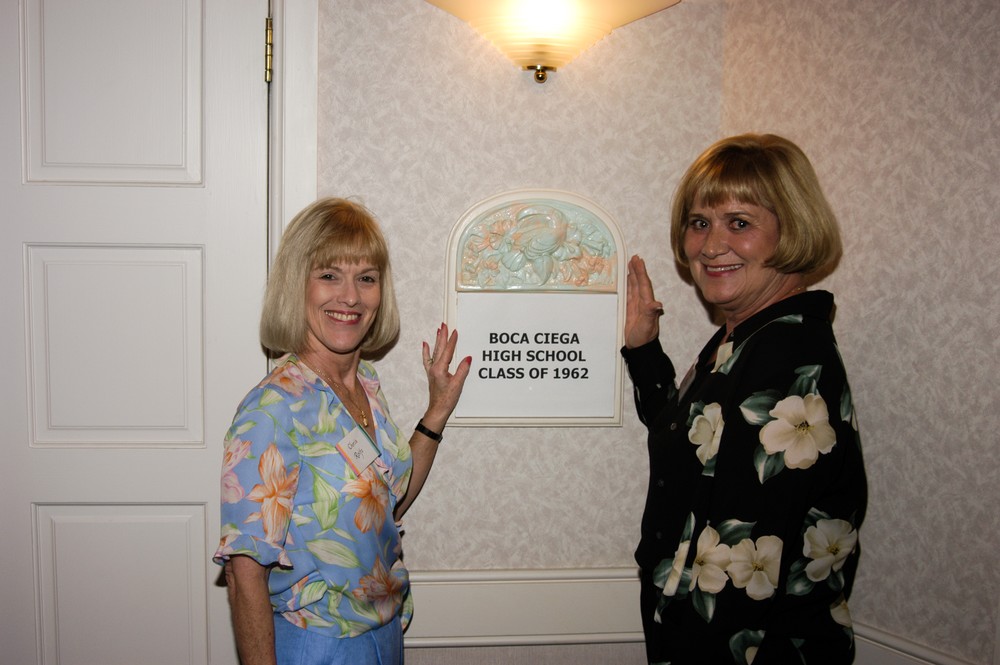 BOCA CIEGA
HIGH SCHOOL
CLASS OF 1962